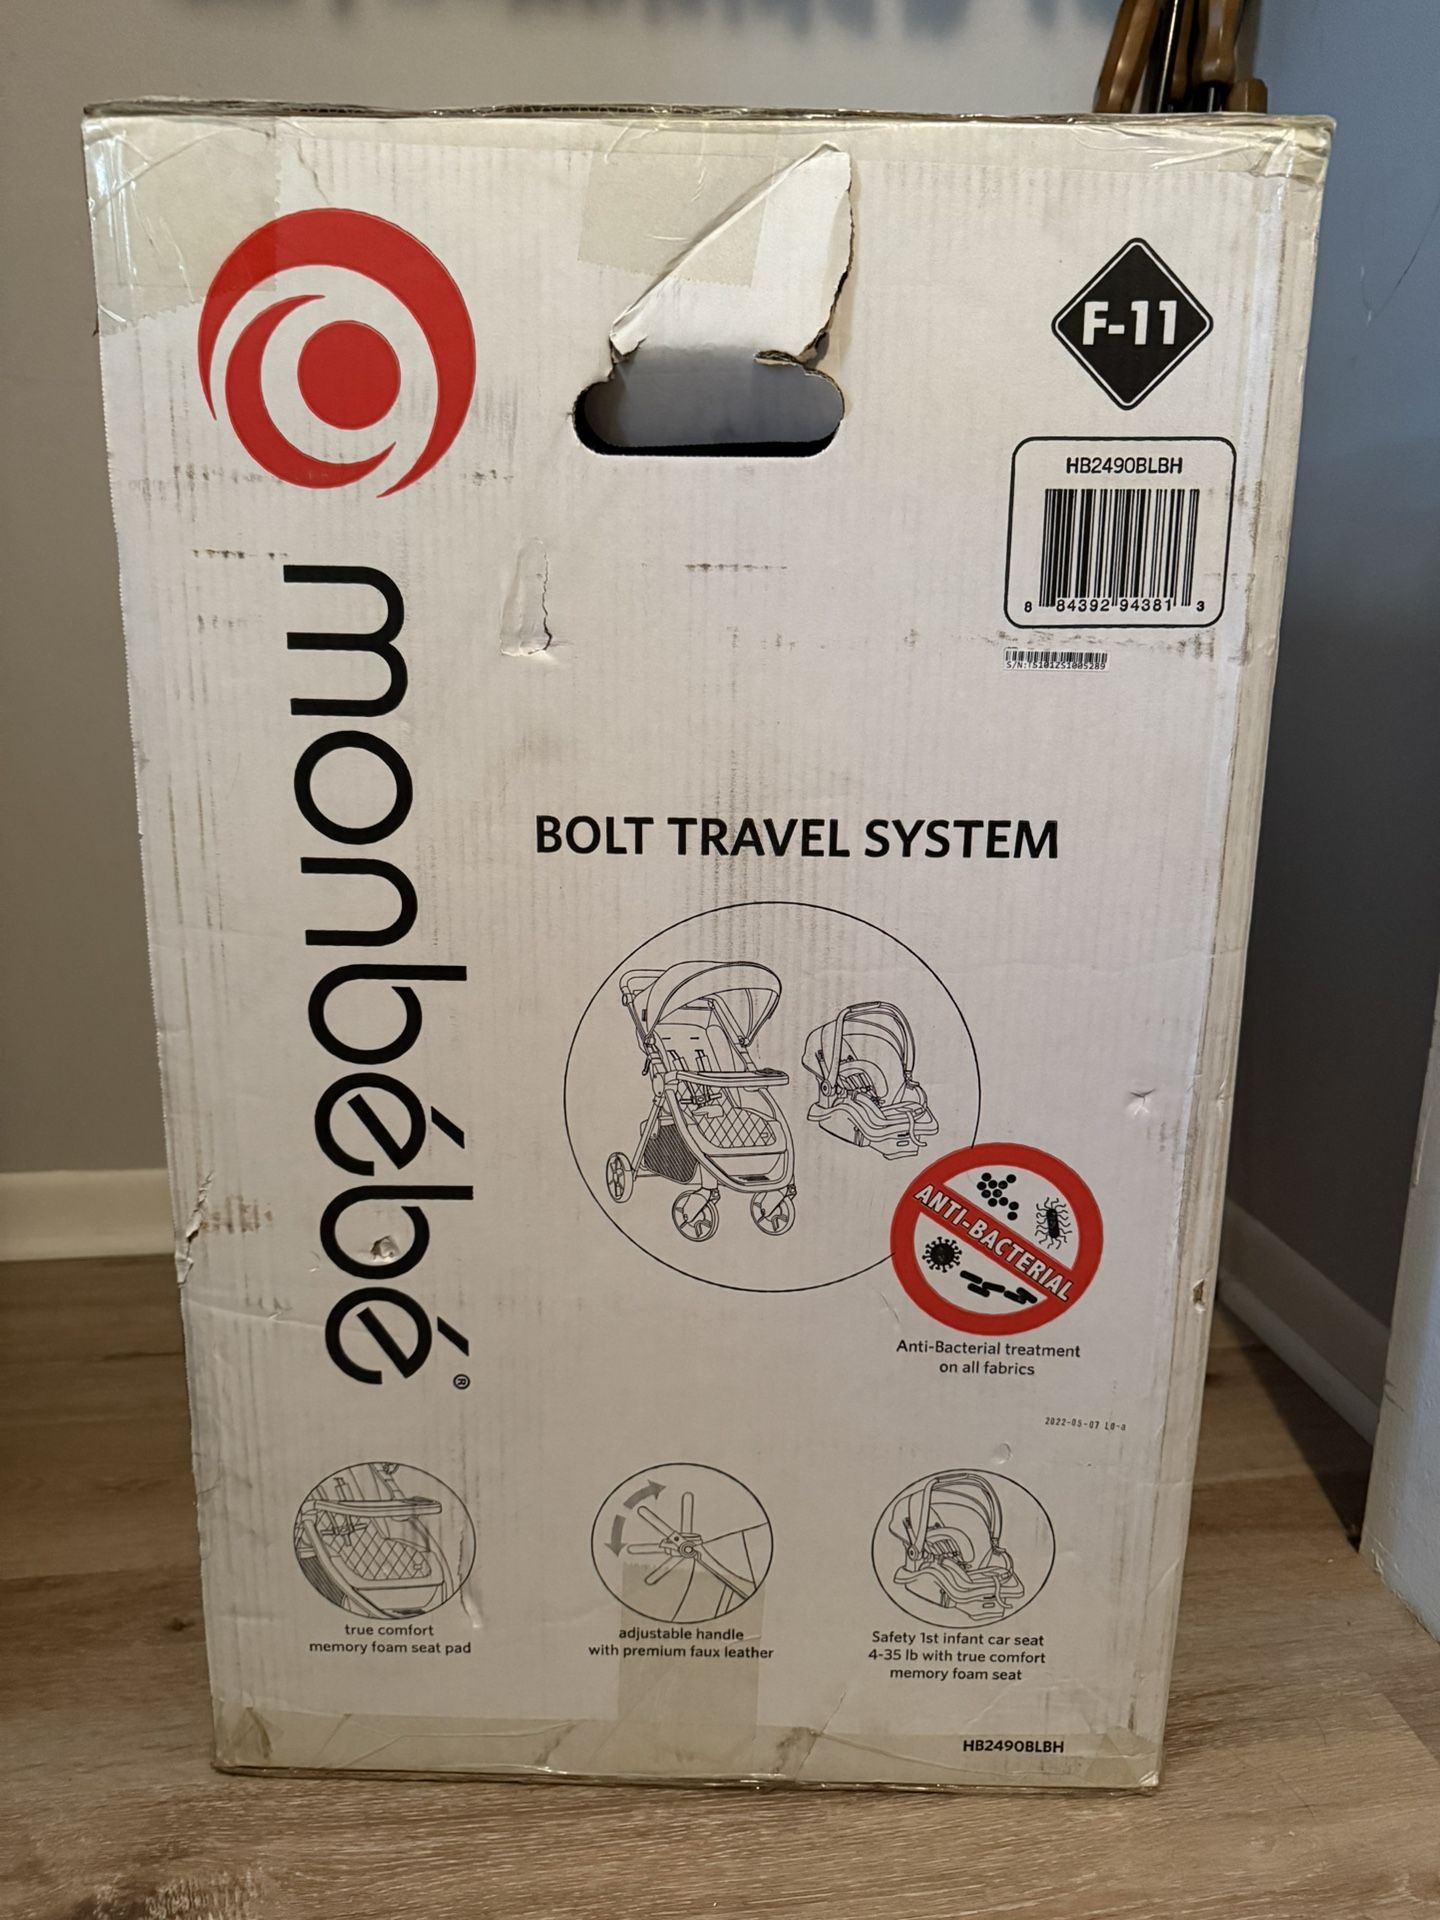 F-11
HB2490BLBH
8 84392 94381 3
S/N:TS101ZS1005289
monbébé®
BOLT TRAVEL SYSTEM
ANTI-BACTERIAL
Anti-Bacterial treatment
on all fabrics
2022-05-07 L0-a
true comfort
memory foam seat pad
adjustable handle
with premium faux leather
Safety 1st infant car seat
4-35 lb with true comfort
memory foam seat
HB2490BLBH